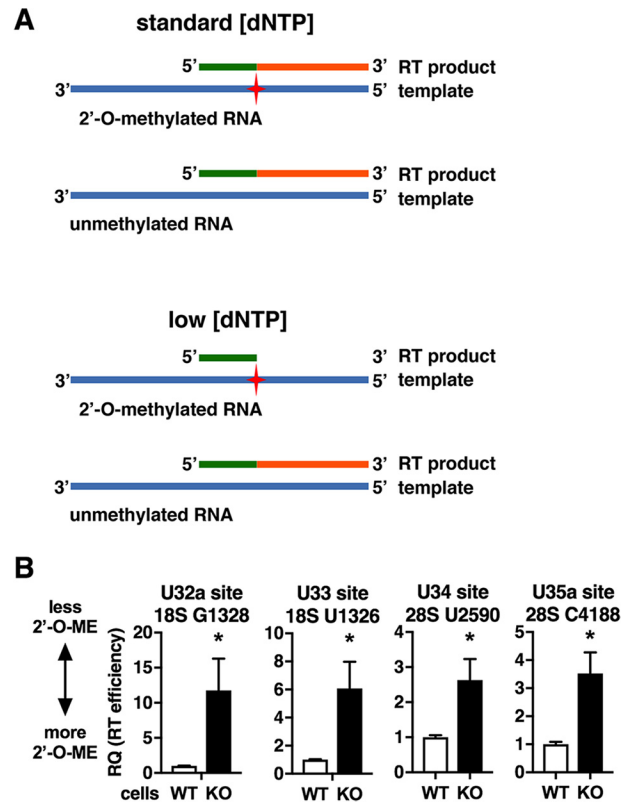 A
standard [dNTP]
5’ 3’ RT product
3’ 5’ template
2’-O-methylated RNA
5’ 3’ RT product
3’ 5’ template
unmethylated RNA
low [dNTP]
5’ 3’ RT product
3’ 5’ template
2’-O-methylated RNA
5’ 3’ RT product
3’ 5’ template
unmethylated RNA
B
less
2’-O-ME
more
2’-O-ME
RQ (RT efficiency)
U32a site
18S G1328
20
15
10
5
0
*
U33 site
18S U1326
10
8
6
4
2
0
*
U34 site
28S U2590
4
3
2
1
0
*
U35a site
28S C4188
5
4
3
2
1
0
*
cells WT KO WT KO WT KO WT KO